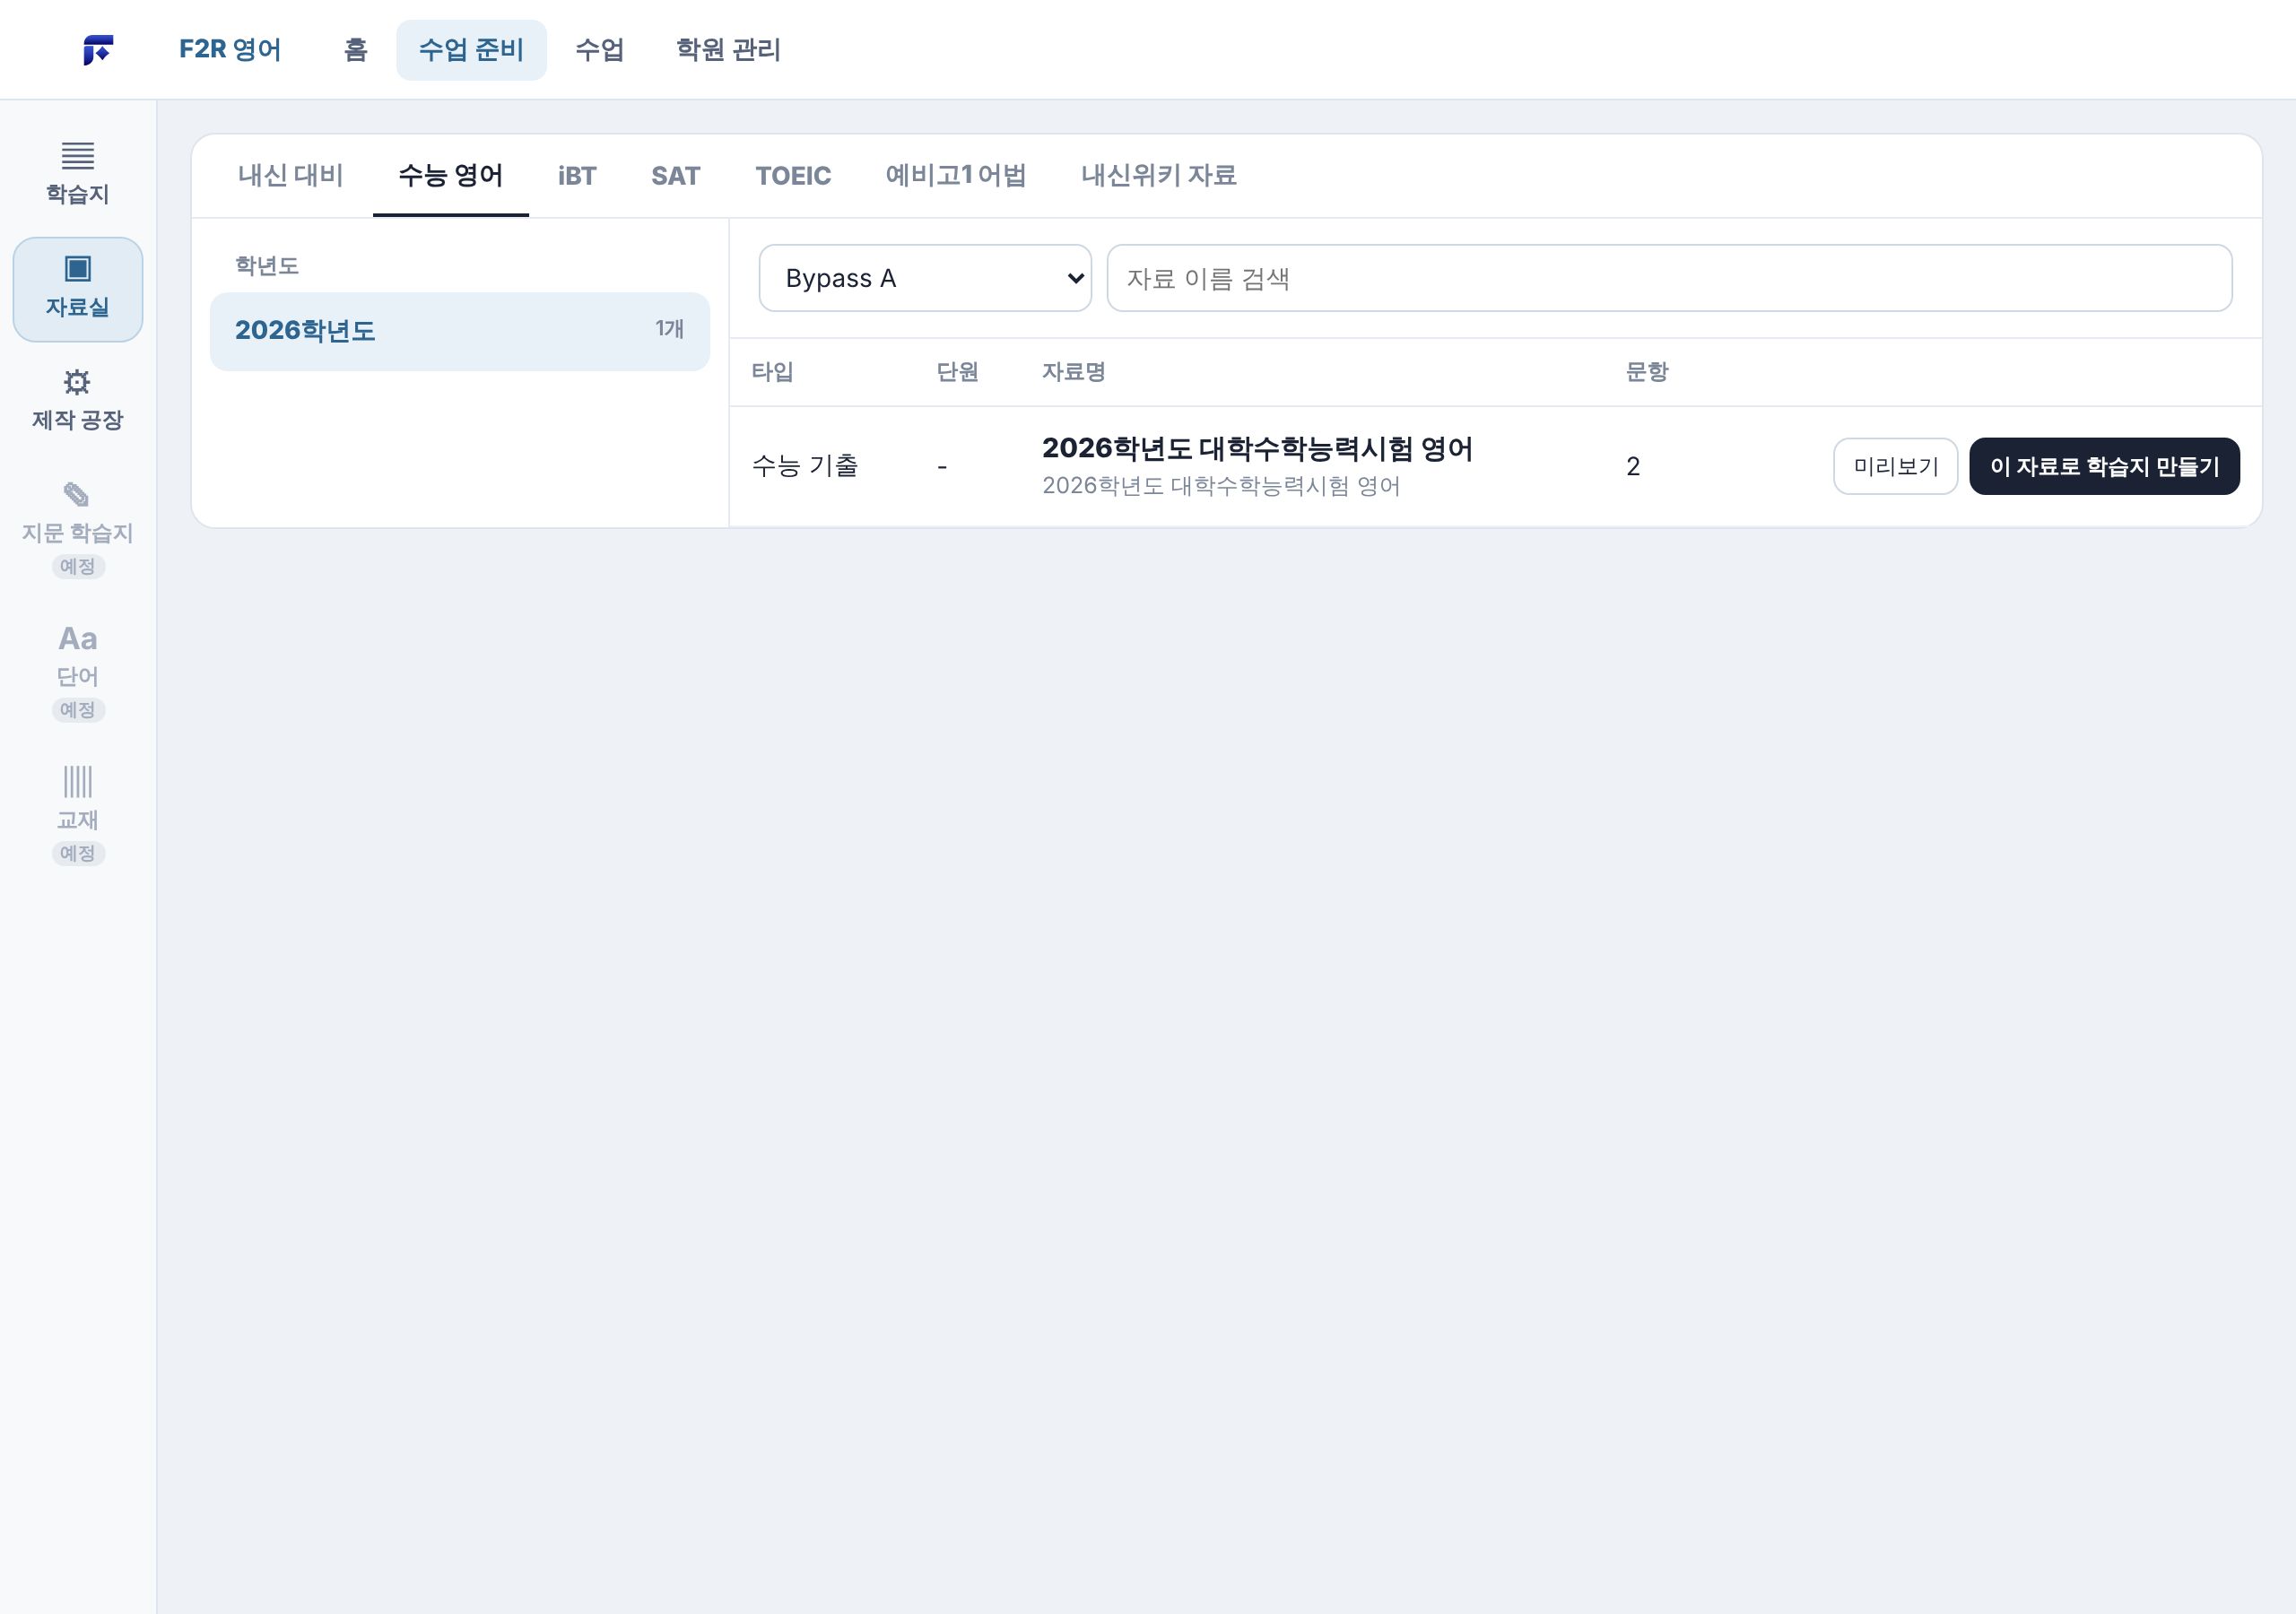 F2R 영어
홈
수업 준비
수업
학원 관리
학습지
자료실
제작 공장
지문 학습지
예정
Aa
단어
예정
교재
예정
내신 대비
수능 영어
iBT
SAT
TOEIC
예비고1 어법
내신위키 자료
학년도
2026학년도
1개
Bypass A
자료 이름 검색
타입
단원
자료명
문항
수능 기출
-
2026학년도 대학수학능력시험 영어
2026학년도 대학수학능력시험 영어
2
미리보기
이 자료로 학습지 만들기